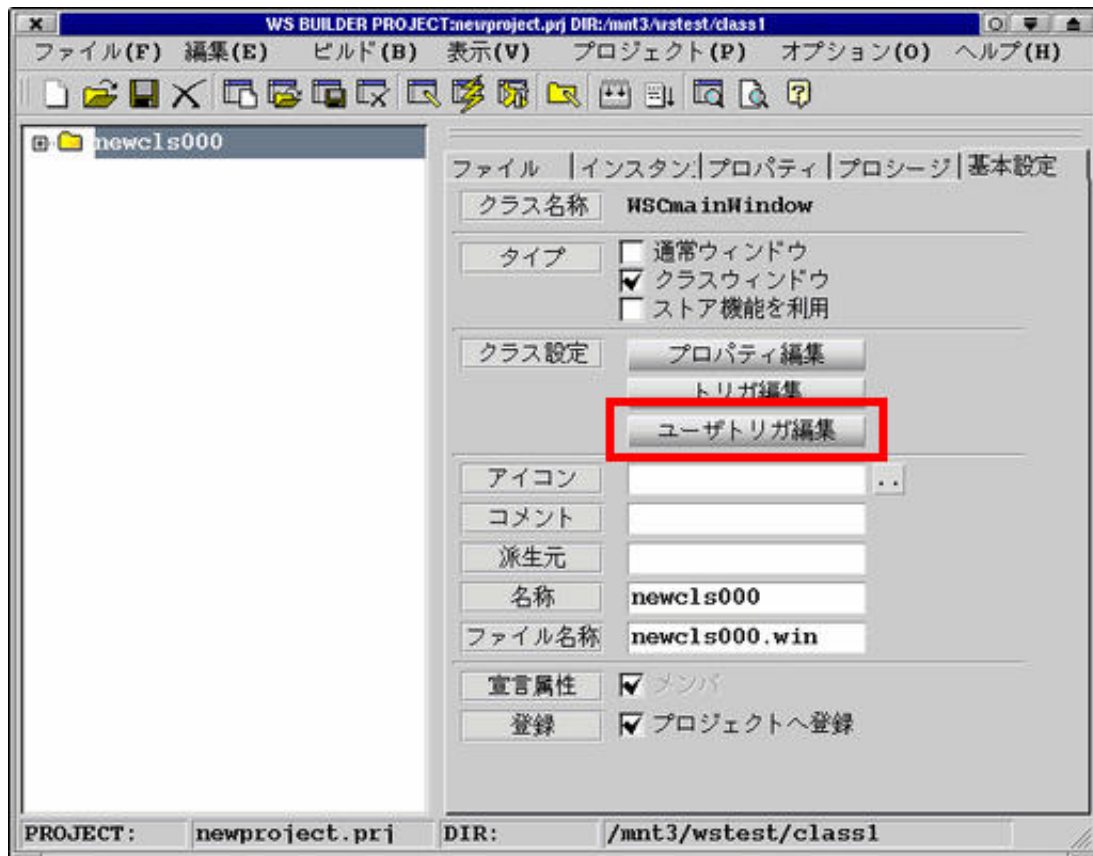 WS BUILDER PROJECT:newproject.prj DIR:/mnt3/wstest/class1
ファイル(F) 編集(E) ビルド(B) 表示(V) プロジェクト(P) オプション(O) ヘルプ(H)
newcls000
ファイル インスタン プロパティ プロシージ 基本設定
クラス名称 WSCmainWindow
タイプ 通常ウィンドウ
クラスウィンドウ
ストア機能を利用
クラス設定 プロパティ編集
トリガ編集
ユーザトリガ編集
アイコン ..
コメント
派生元
名称 newcls000
ファイル名称 newcls000.win
宣言属性 メンバ
登録 プロジェクトへ登録
PROJECT: newproject.prj DIR: /mnt3/wstest/class1